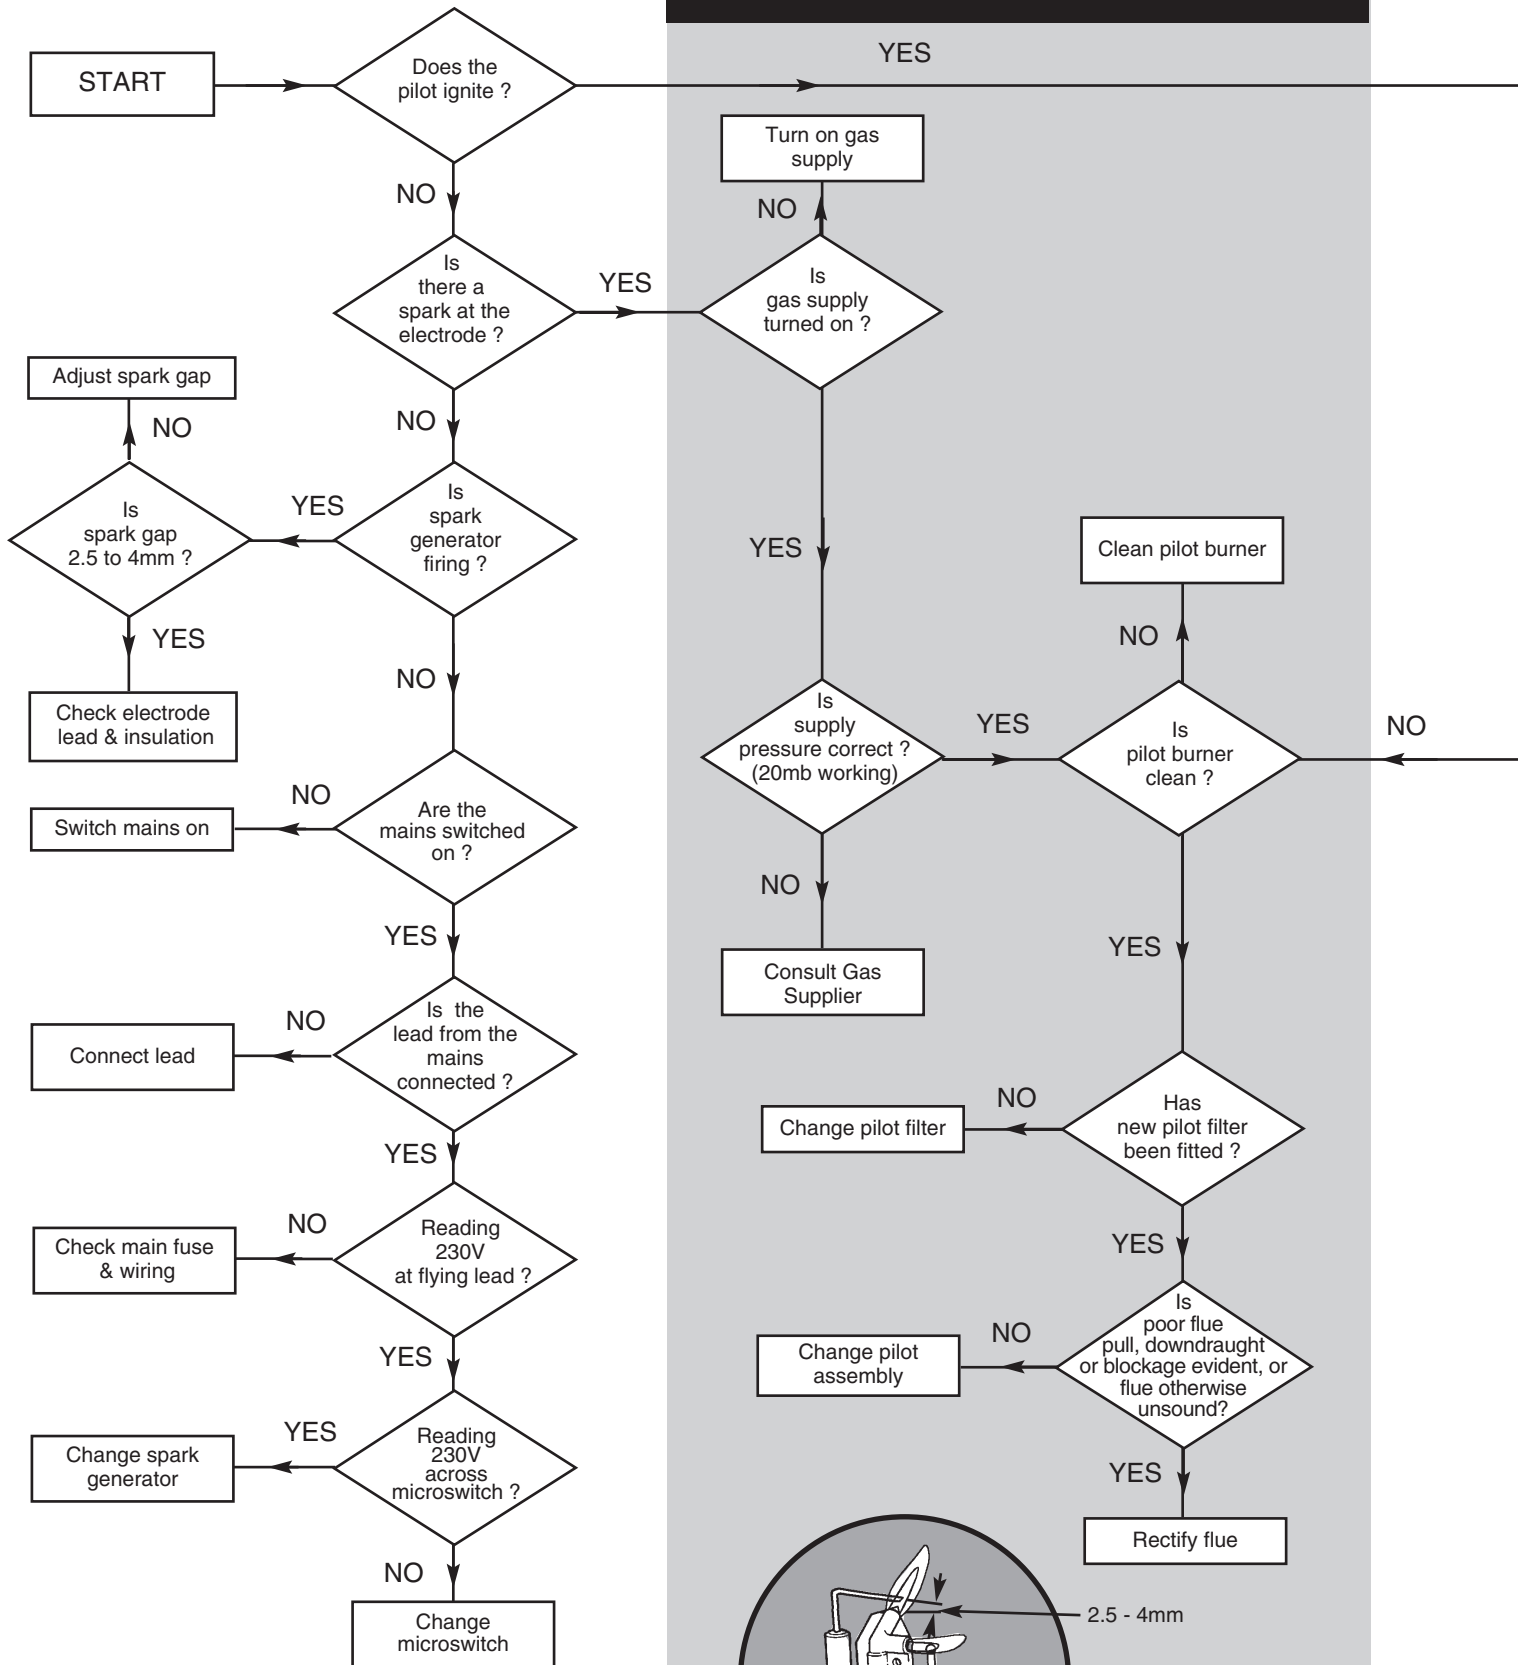 START
Does the
pilot ignite ?
YES
NO
Turn on gas
supply
NO
Is
there a
spark at the
electrode ?
YES
Is
gas supply
turned on ?
Adjust spark gap
NO
NO
Is
spark gap
2.5 to 4mm ?
YES
Is
spark
generator
firing ?
YES
Clean pilot burner
NO
YES
Check electrode
lead & insulation
NO
Is
supply
pressure correct ?
(20mb working)
YES
Is
pilot burner
clean ?
NO
Switch mains on
NO
Are the
mains switched
on ?
NO
Consult Gas
Supplier
YES
YES
Connect lead
NO
Is the
lead from the
mains
connected ?
Change pilot filter
NO
Has
new pilot filter
been fitted ?
YES
Check main fuse
& wiring
NO
Reading
230V
at flying lead ?
YES
Change pilot
assembly
NO
Is
poor flue
pull, downdraught
or blockage evident, or
flue otherwise
unsound?
YES
Change spark
generator
YES
Reading
230V
across
microswitch ?
YES
Rectify flue
NO
Change
microswitch
2.5 - 4mm